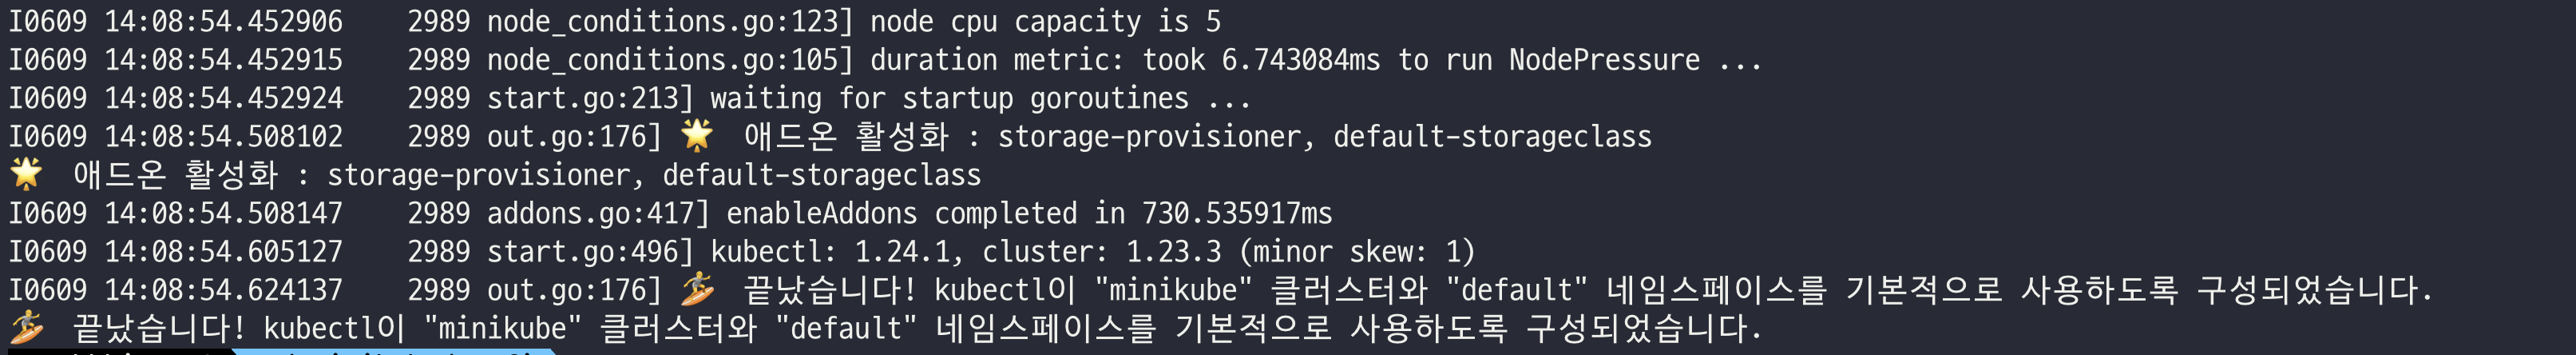 I0609 14:08:54.452906    2989 node_conditions.go:123] node cpu capacity is 5
I0609 14:08:54.452915    2989 node_conditions.go:105] duration metric: took 6.743084ms to run NodePressure ...
I0609 14:08:54.452924    2989 start.go:213] waiting for startup goroutines ...
I0609 14:08:54.508102    2989 out.go:176] 🌟  애드온 활성화 : storage-provisioner, default-storageclass
🌟  애드온 활성화 : storage-provisioner, default-storageclass
I0609 14:08:54.508147    2989 addons.go:417] enableAddons completed in 730.535917ms
I0609 14:08:54.605127    2989 start.go:496] kubectl: 1.24.1, cluster: 1.23.3 (minor skew: 1)
I0609 14:08:54.624137    2989 out.go:176] 🏄  끝났습니다! kubectl이 "minikube" 클러스터와 "default" 네임스페이스를 기본적으로 사용하도록 구성되었습니다.
🏄  끝났습니다! kubectl이 "minikube" 클러스터와 "default" 네임스페이스를 기본적으로 사용하도록 구성되었습니다.